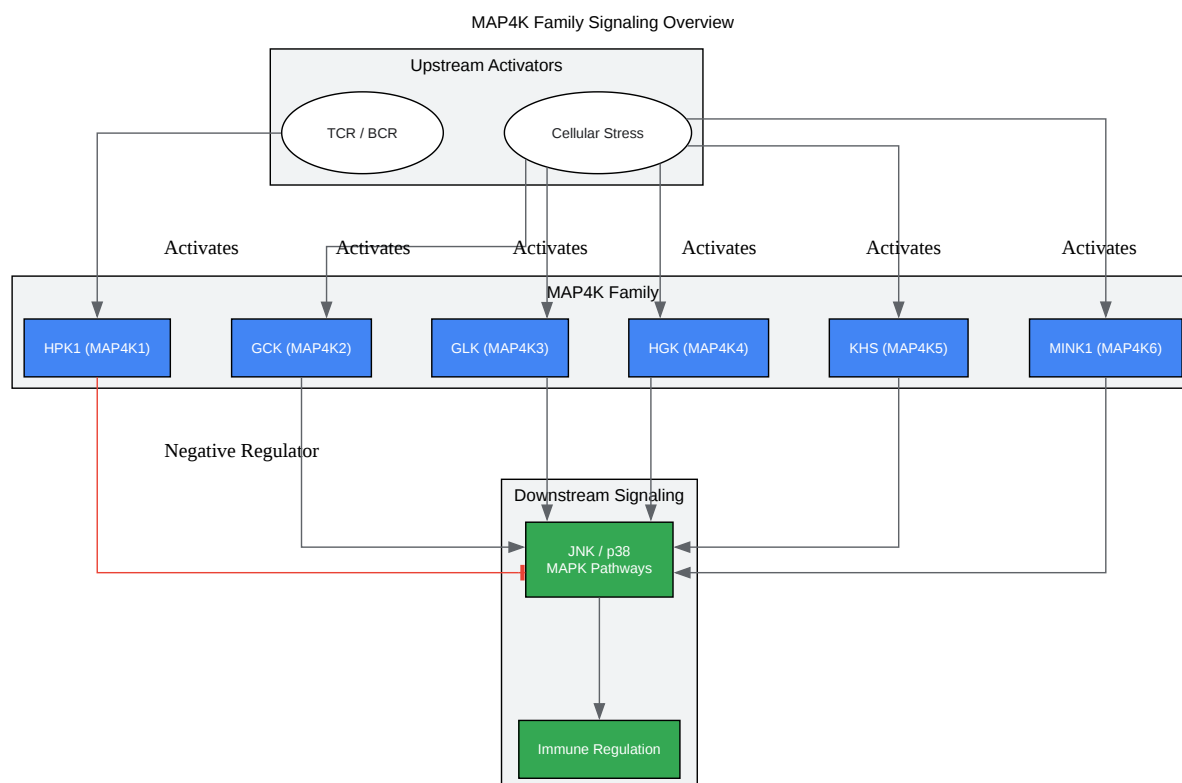 MAP4K Family Signaling Overview
Upstream Activators
TCR / BCR
Cellular Stress
Activates
Activates
Activates
Activates
Activates
Activates
MAP4K Family
HPK1 (MAP4K1)
GCK (MAP4K2)
GLK (MAP4K3)
HGK (MAP4K4)
KHS (MAP4K5)
MINK1 (MAP4K6)
Negative Regulator
Downstream Signaling
JNK / p38
MAPK Pathways
Immune Regulation